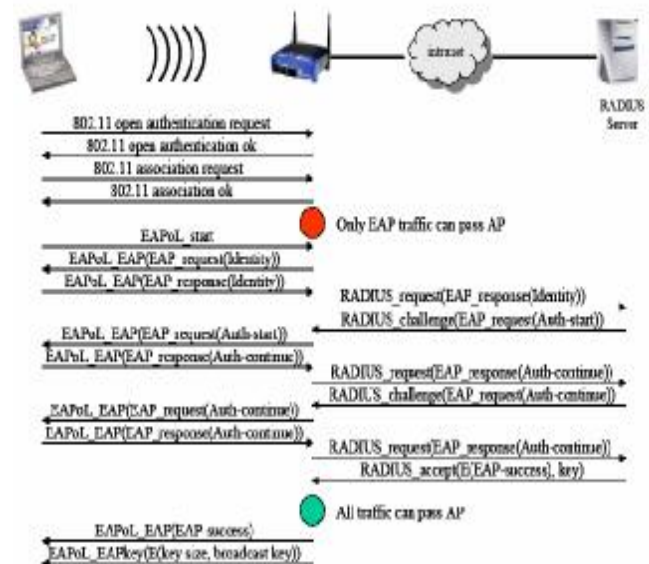 intranet
RADIUS
Server
802.11 open authentication request
802.11 open authentication ok
802.11 association request
802.11 association ok
Only EAP traffic can pass AP
EAPoL_start
EAPoL_EAP(EAP_request(Identity))
EAPoL_EAP(EAP_response(Identity))
RADIUS_request(EAP_response(Identity))
RADIUS_challenge(EAP_request(Auth-start))
EAPoL_EAP(EAP_request(Auth-start))
EAPoL_EAP(EAP_response(Auth-continue))
RADIUS_request(EAP_response(Auth-continue))
RADIUS_challenge(EAP_request(Auth-continue))
EAPoL_EAP(EAP_request(Auth-continue))
EAPoL_EAP(EAP_response(Auth-continue))
RADIUS_request(EAP_response(Auth-continue))
RADIUS_accept(E(EAP-success), key)
All traffic can pass AP
EAPoL_EAP(EAP success)
EAPoL_EAPkey(E(key size, broadcast key))